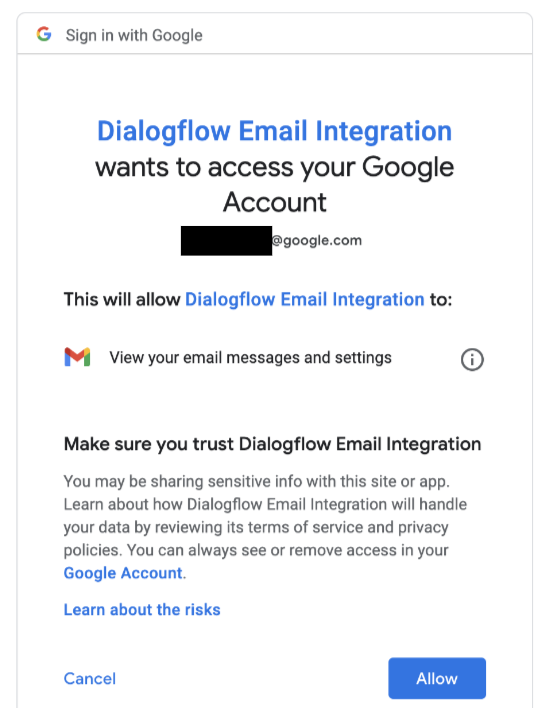 Sign in with Google
Dialogflow Email Integration
wants to access your Google
Account
@google.com
This will allow Dialogflow Email Integration to:
View your email messages and settings
Make sure you trust Dialogflow Email Integration
You may be sharing sensitive info with this site or app.
Learn about how Dialogflow Email Integration will handle
your data by reviewing its terms of service and privacy
policies. You can always see or remove access in your
Google Account.
Learn about the risks
Cancel
Allow